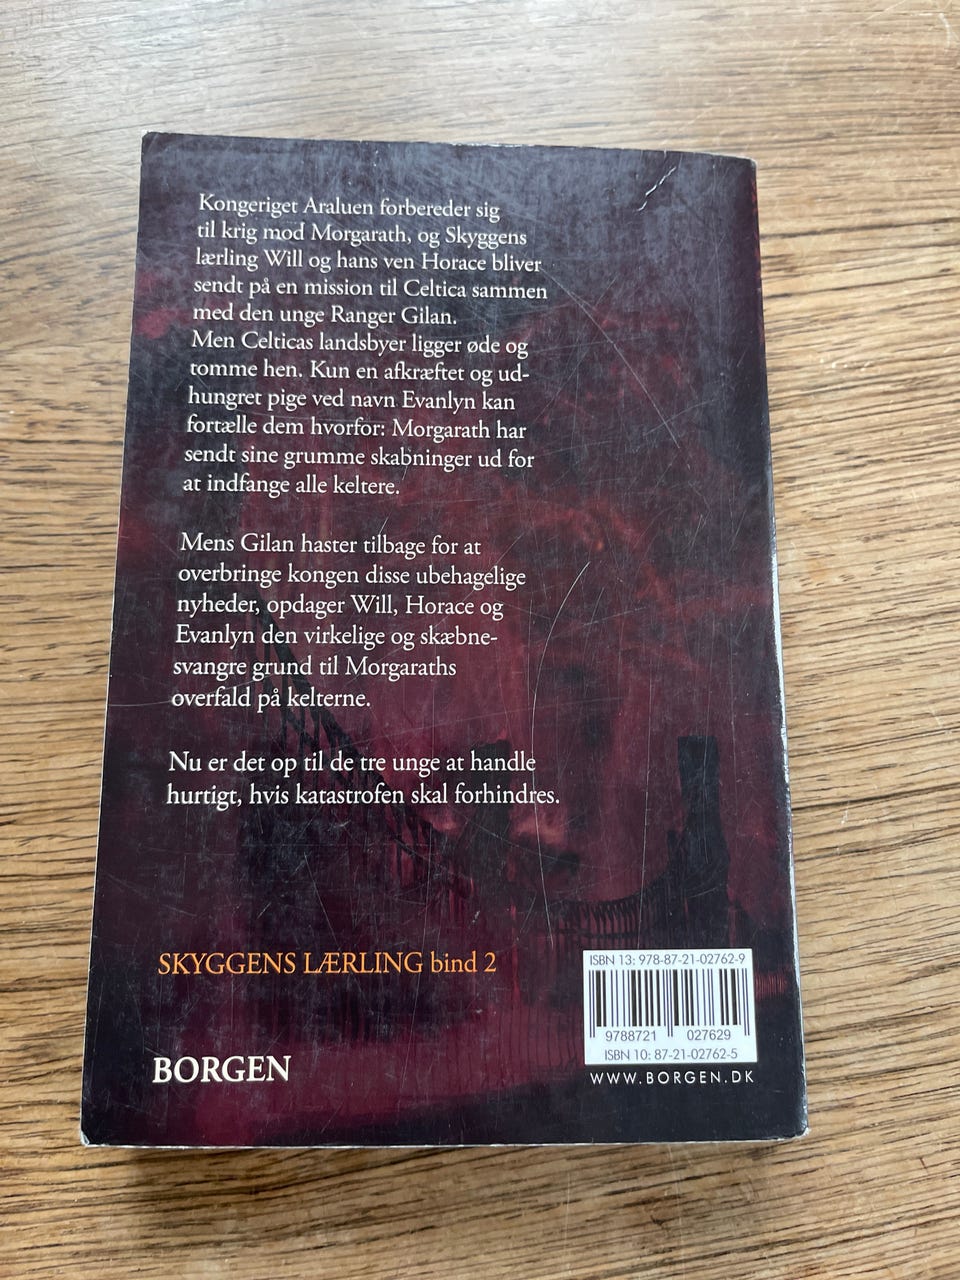 Kongeriget Araluen forbereder sig
til krig mod Morgarath, og Skyggens
lærling Will og hans ven Horace bliver
sendt på en mission til Celtica sammen
med den unge Ranger Gilan.
Men Celticas landsbyer ligger øde og
tomme hen. Kun en afkræftet og ud-
hungret pige ved navn Evanlyn kan
fortælle dem hvorfor: Morgarath har
sendt sine grumme skabninger ud for
at indfange alle keltere.
Mens Gilan haster tilbage for at
overbringe kongen disse ubehagelige
nyheder, opdager Will, Horace og
Evanlyn den virkelige og skæbne-
svangre grund til Morgaraths
overfald på kelterne.
Nu er det op til de tre unge at handle
hurtigt, hvis katastrofen skal forhindres.
SKYGGENS LÆRLING bind 2
BORGEN
ISBN 13: 978-87-21-02762-9
9788721 027629
ISBN 10: 87-21-02762-5
WWW.BORGEN.DK